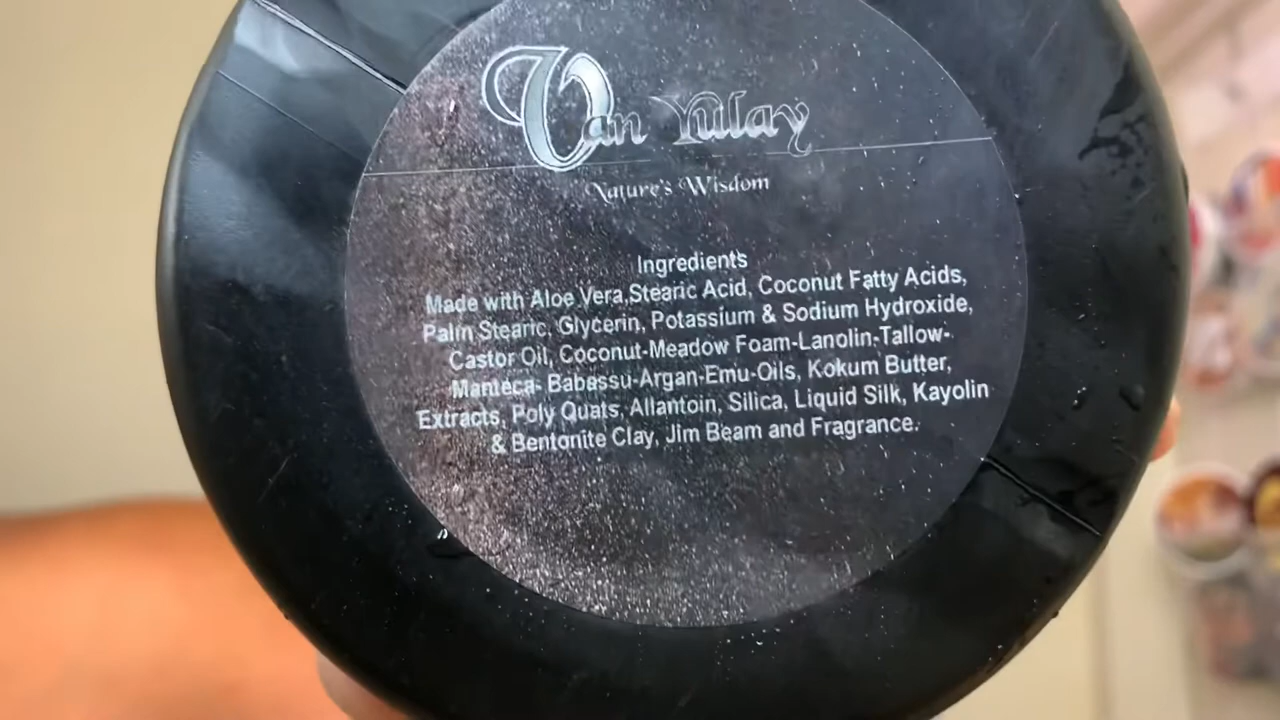 Van Yulay
Nature's Wisdom
Ingredients
Made with Aloe Vera,Stearic Acid, Coconut Fatty Acids,
Palm Stearic, Glycerin, Potassium & Sodium Hydroxide,
Castor Oil, Coconut-Meadow Foam-Lanolin-Tallow-
Manteca- Babassu-Argan-Emu-Oils, Kokum Butter,
Extracts, Poly Quats, Allantoin, Silica, Liquid Silk, Kayolin
& Bentonite Clay, Jim Beam and Fragrance.